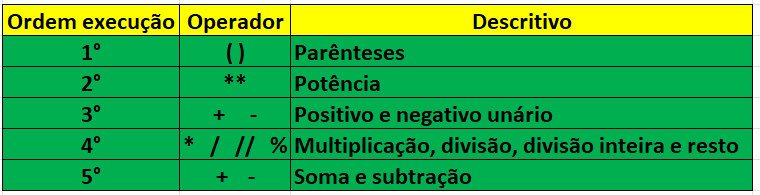 Ordem execução Operador Descritivo
1° ( ) Parênteses
2° ** Potência
3° + - Positivo e negativo unário
4° * / // % Multiplicação, divisão, divisão inteira e resto
5° + - Soma e subtração